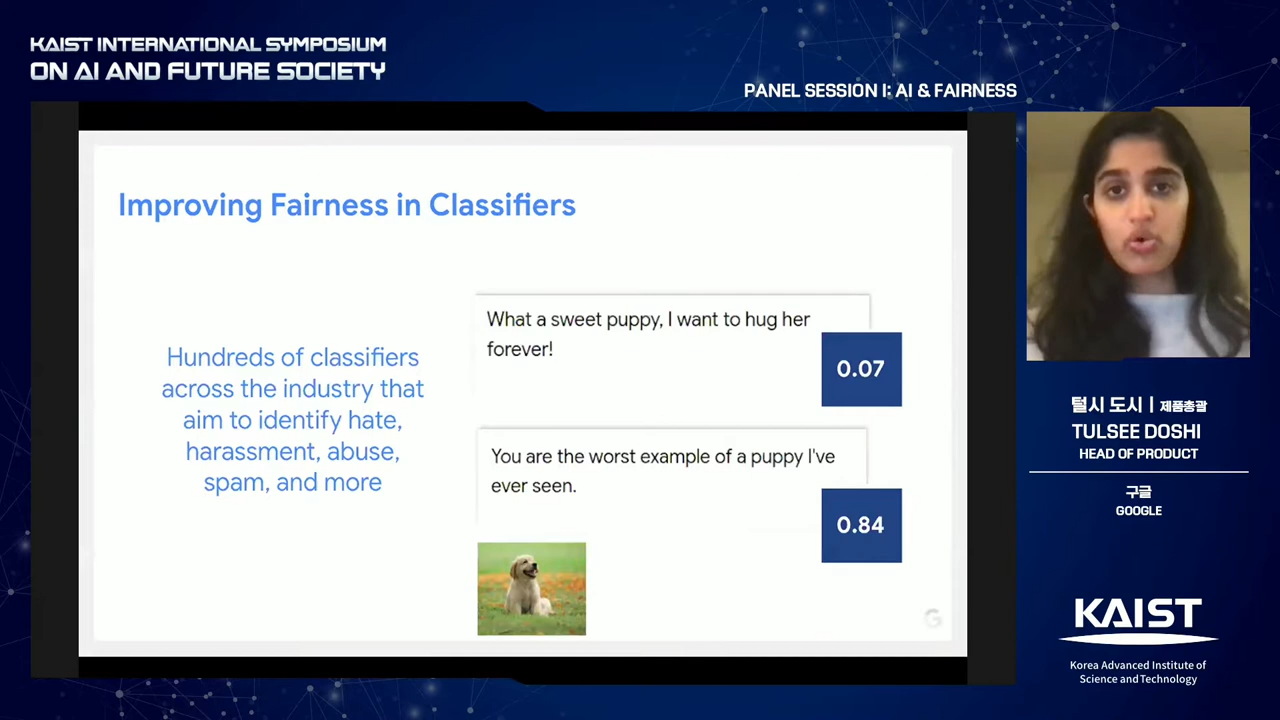 KAIST INTERNATIONAL SYMPOSIUM
ON AI AND FUTURE SOCIETY
PANEL SESSION I: AI & FAIRNESS
Improving Fairness in Classifiers
Hundreds of classifiers
across the industry that
aim to identify hate,
harassment, abuse,
spam, and more
What a sweet puppy, I want to hug her
forever!
0.07
You are the worst example of a puppy I've
ever seen.
0.84
G
털시 도시 | 제품총괄
TULSEE DOSHI
HEAD OF PRODUCT
구글
GOOGLE
KAIST
Korea Advanced Institute of
Science and Technology